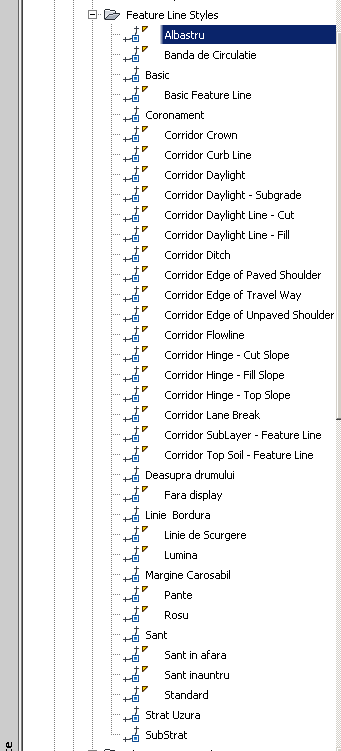 Feature Line Styles
Albastru
Banda de Circulatie
Basic
Basic Feature Line
Coronament
Corridor Crown
Corridor Curb Line
Corridor Daylight
Corridor Daylight - Subgrade
Corridor Daylight Line - Cut
Corridor Daylight Line - Fill
Corridor Ditch
Corridor Edge of Paved Shoulder
Corridor Edge of Travel Way
Corridor Edge of Unpaved Shoulder
Corridor Flowline
Corridor Hinge - Cut Slope
Corridor Hinge - Fill Slope
Corridor Hinge - Top Slope
Corridor Lane Break
Corridor SubLayer - Feature Line
Corridor Top Soil - Feature Line
Deasupra drumului
Fara display
Linie  Bordura
Linie de Scurgere
Lumina
Margine Carosabil
Pante
Rosu
Sant
Sant in afara
Sant inauntru
Standard
Strat Uzura
SubStrat